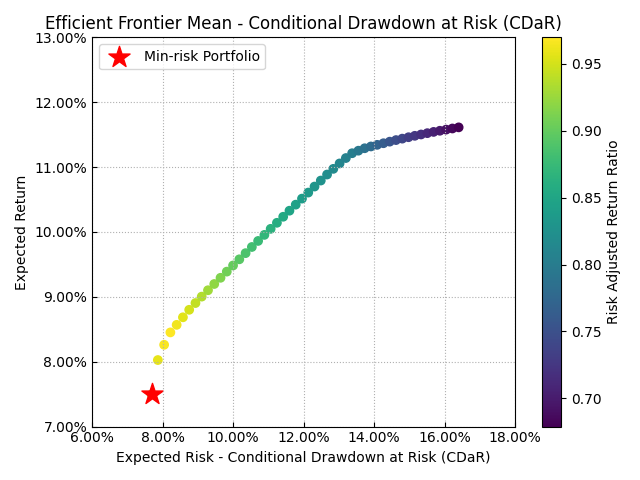 Efficient Frontier Mean - Conditional Drawdown at Risk (CDaR)
Min-risk Portfolio
13.00%
12.00%
11.00%
10.00%
9.00%
8.00%
7.00%
Expected Return
6.00% 8.00% 10.00% 12.00% 14.00% 16.00% 18.00%
Expected Risk - Conditional Drawdown at Risk (CDaR)
0.95
0.90
0.85
0.80
0.75
0.70
Risk Adjusted Return Ratio